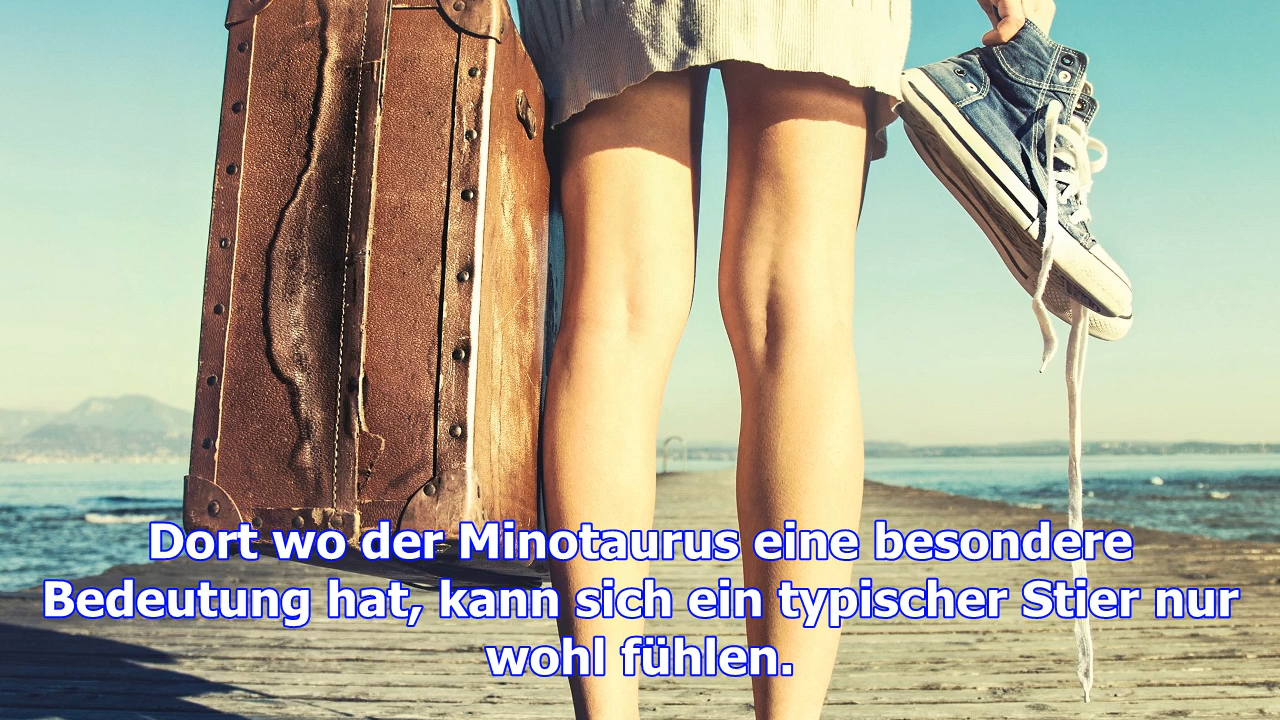 Dort wo der Minotaurus eine besondere
Bedeutung hat, kann sich ein typischer Stier nur
wohl fühlen.